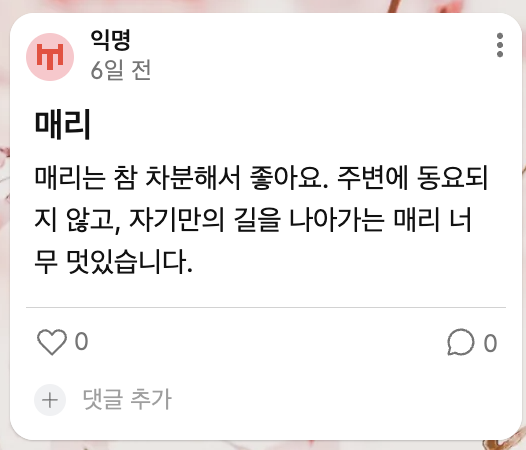 익명
6일 전
매리
매리는 참 차분해서 좋아요. 주변에 동요되
지 않고, 자기만의 길을 나아가는 매리 너
무 멋있습니다.
0
0
댓글 추가